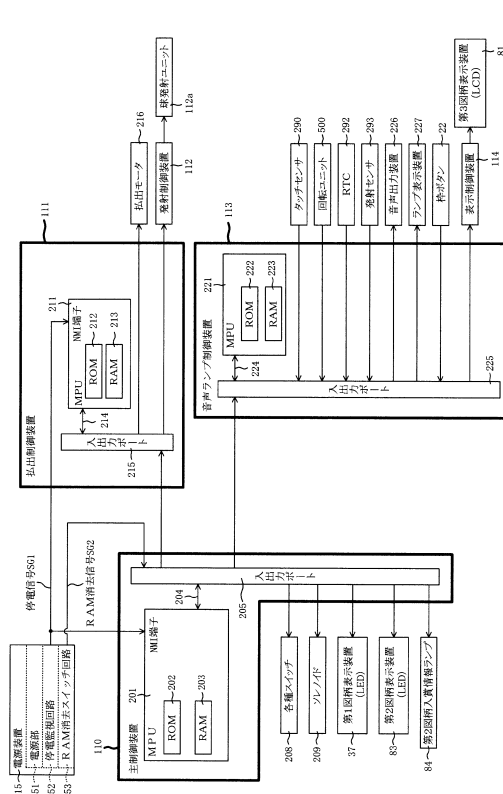 電源装置
電源部
停電監視回路
RAM消去スイッチ回路
15
51
52
53
停電信号SG1
RAM消去信号SG2
110
主制御装置
201
MPU
NMI端子
ROM
202
RAM
203
204
205
入出力ポート
208
各種スイッチ
209
ソレノイド
37
第1図柄表示装置
(LED)
83
第2図柄表示装置
(LED)
84
第2図柄入賞情報ランプ
111
払出制御装置
211
MPU
NMI端子
ROM
212
RAM
213
214
215
入出力ポート
払出モータ
216
発射制御装置
112
球発射ユニット
112a
113
音声ランプ制御装置
221
MPU
ROM
222
RAM
223
224
225
入出力ポート
タッチセンサ
290
回転ユニット
500
RTC
292
発射センサ
293
音声出力装置
226
ランプ表示装置
227
枠ボタン
22
表示制御装置
114
第3図柄表示装置
(LCD)
81